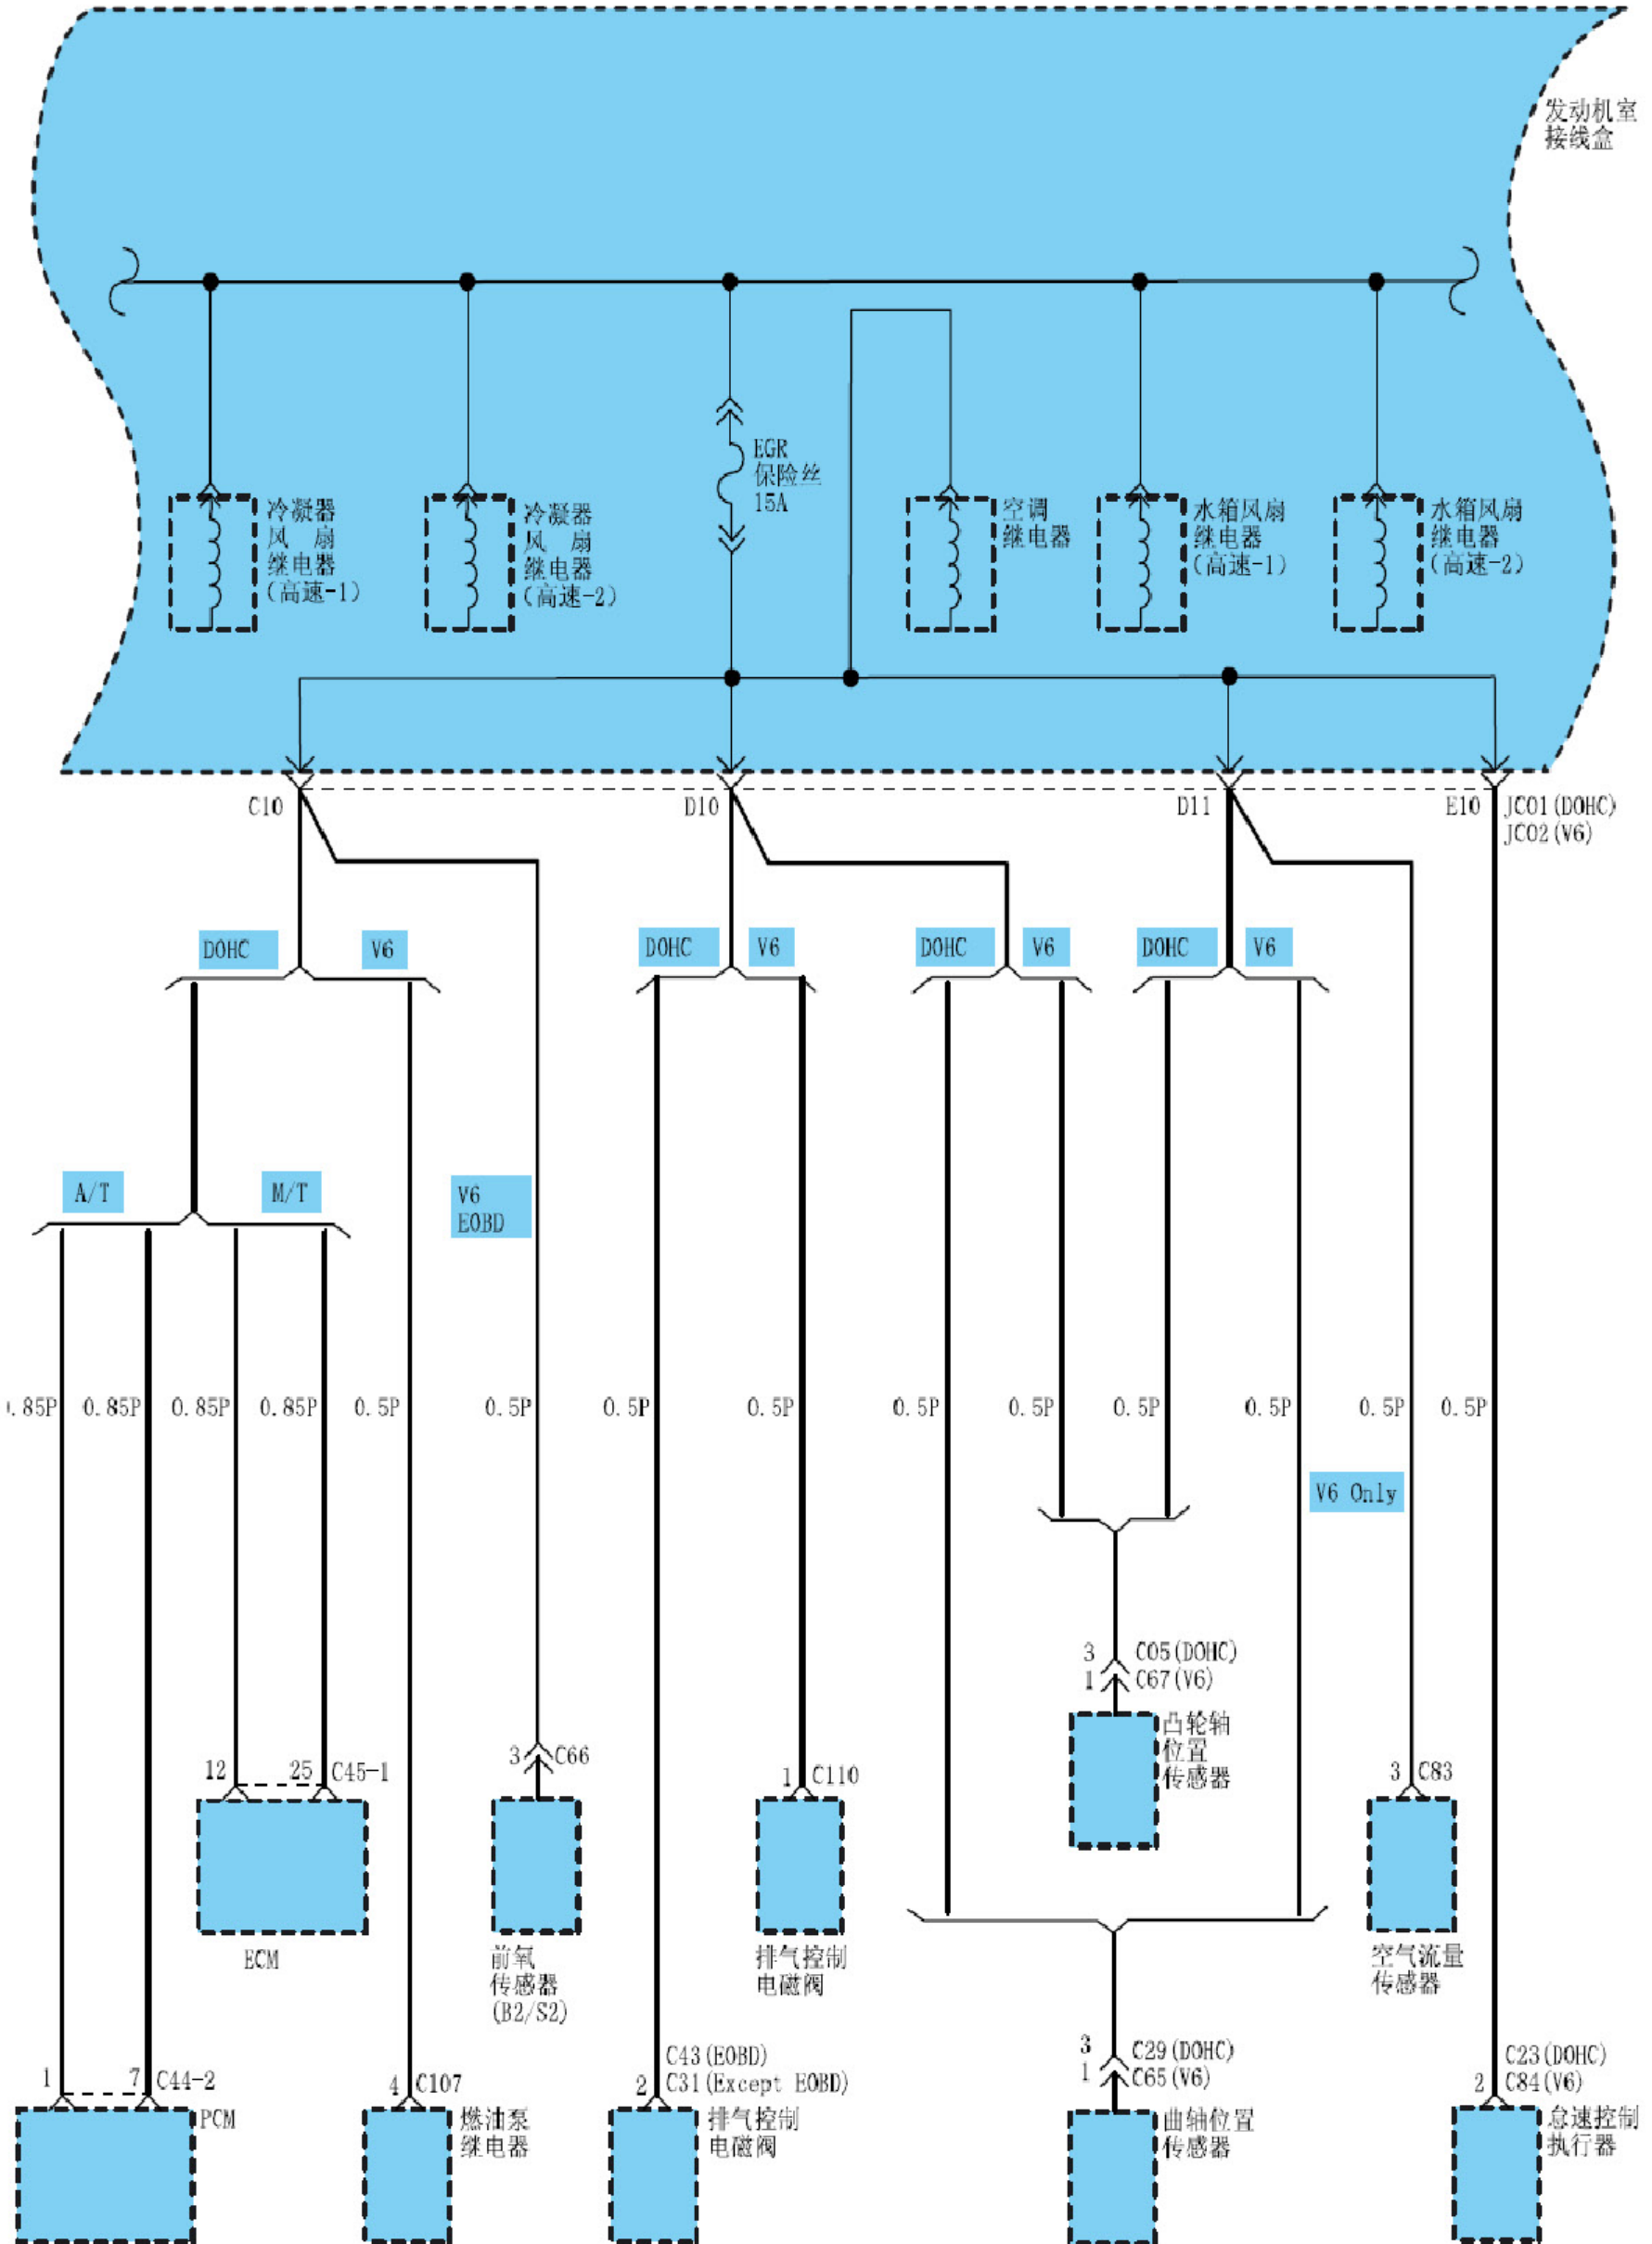 发动机室
接线盒
EGR
保险丝
15A
冷凝器
风 扇
继电器
(高速-1)
冷凝器
风 扇
继电器
(高速-2)
空调
继电器
水箱风扇
继电器
(高速-1)
水箱风扇
继电器
(高速-2)
C10
D10
D11
E10
JC01(DOHC)
JC02(V6)
DOHC
V6
DOHC
V6
DOHC
V6
DOHC
V6
A/T
M/T
V6
EOBD
.85P
0.85P
0.85P
0.85P
0.5P
0.5P
0.5P
0.5P
0.5P
0.5P
0.5P
0.5P
0.5P
0.5P
V6 Only
3 C05(DOHC)
1 C67(V6)
凸轮轴
位置
传感器
12
25 C45-1
3 C66
1 C110
3 C83
ECM
前氧
传感器
(B2/S2)
排气控制
电磁阀
空气流量
传感器
1
7 C44-2
PCM
4 C107
燃油泵
继电器
C43(EOBD)
2 C31(Except EOBD)
排气控制
电磁阀
3 C29(DOHC)
1 C65(V6)
曲轴位置
传感器
C23(DOHC)
2 C84(V6)
怠速控制
执行器